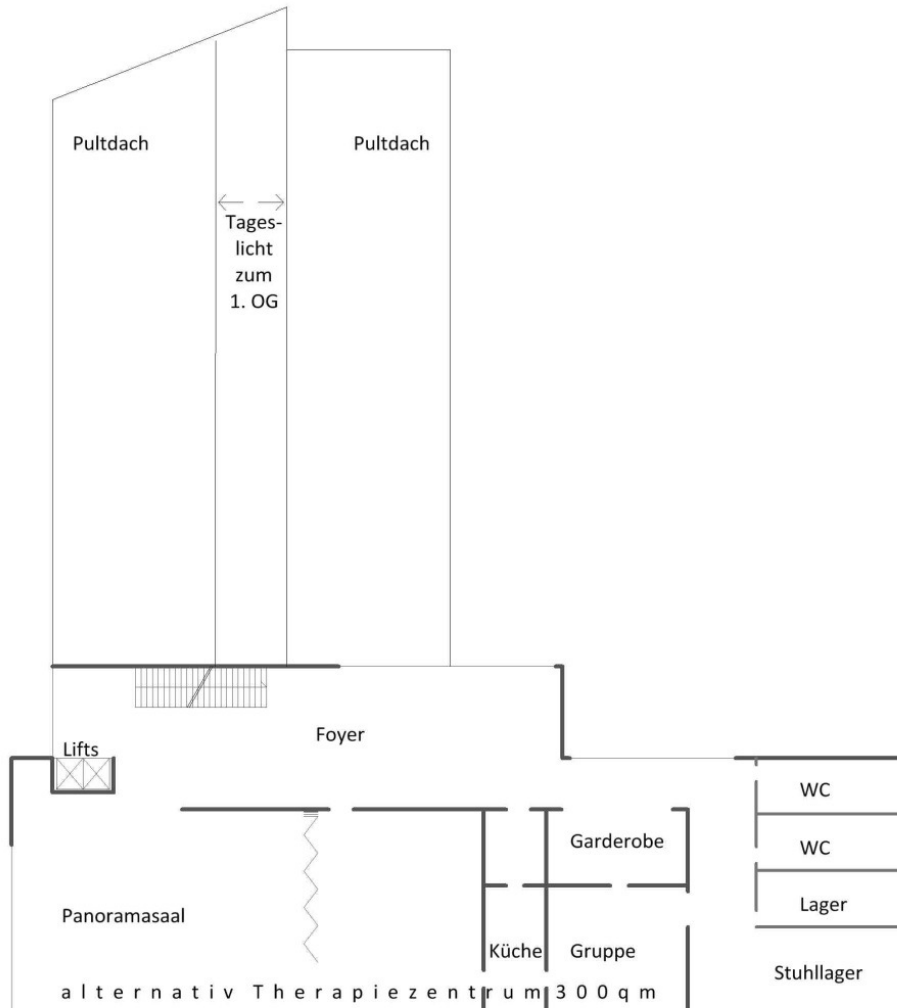 Pultdach
Pultdach
Tages-
licht
zum
1. OG
Foyer
Lifts
WC
Garderobe
WC
Lager
Panoramasaal
Küche
Gruppe
Stuhllager
alternativ Therapiezentrum 300qm